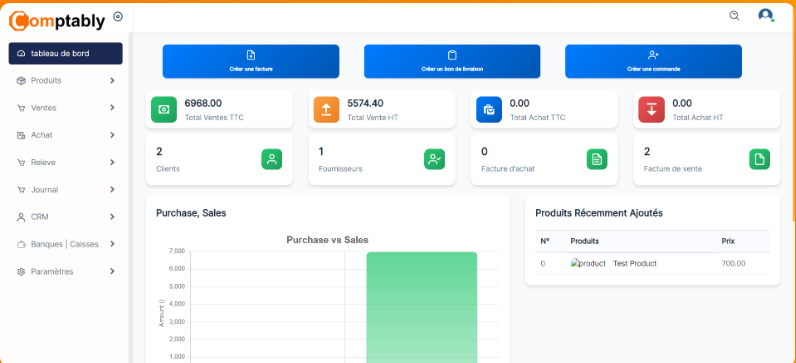 Comptably
tableau de bord
Produits
Ventes
Achat
Releve
Journal
CRM
Banques | Caisses
Paramètres
Créer une facture
Créer un bon de livraison
Créer une commande
6968.00
Total Ventes TTC
5574.40
Total Vente HT
0.00
Total Achat TTC
0.00
Total Achat HT
2
Clients
1
Fournisseurs
0
Facture d'achat
2
Facture de vente
Purchase, Sales
Purchase vs Sales
7,000
6,000
5,000
4,000
3,000
2,000
1,000
Amount ()
Produits Récemment Ajoutés
N° Produits Prix
0 product Test Product 700.00